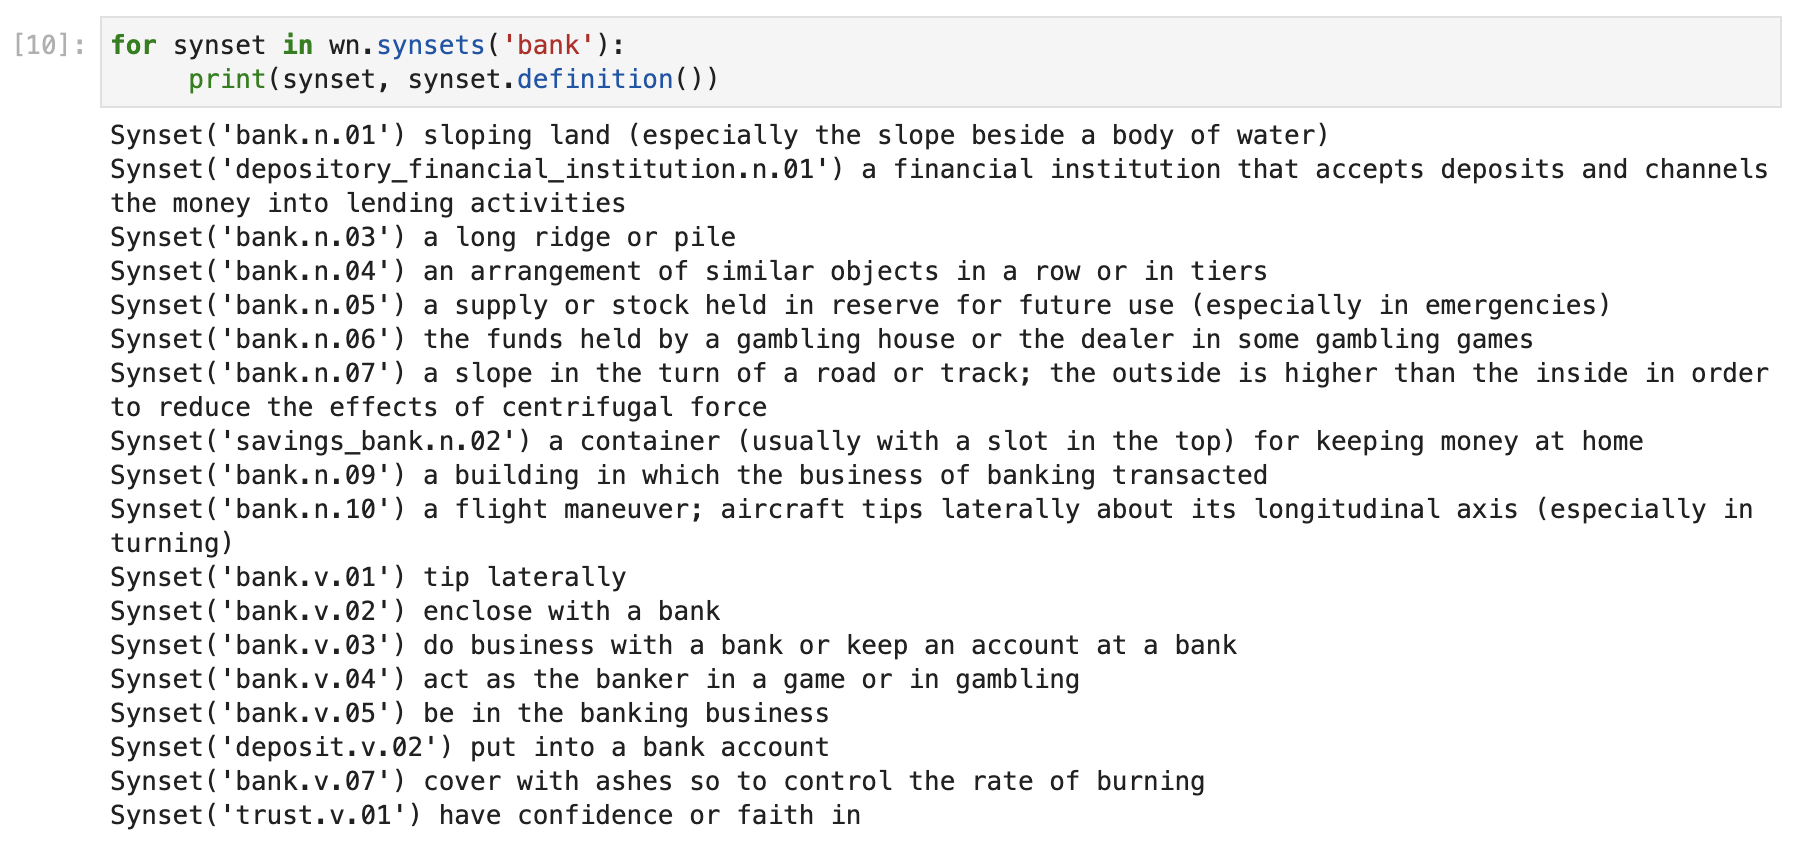 [10]: for synset in wn.synsets('bank'):
     print(synset, synset.definition())
Synset('bank.n.01') sloping land (especially the slope beside a body of water)
Synset('depository_financial_institution.n.01') a financial institution that accepts deposits and channels
the money into lending activities
Synset('bank.n.03') a long ridge or pile
Synset('bank.n.04') an arrangement of similar objects in a row or in tiers
Synset('bank.n.05') a supply or stock held in reserve for future use (especially in emergencies)
Synset('bank.n.06') the funds held by a gambling house or the dealer in some gambling games
Synset('bank.n.07') a slope in the turn of a road or track; the outside is higher than the inside in order
to reduce the effects of centrifugal force
Synset('savings_bank.n.02') a container (usually with a slot in the top) for keeping money at home
Synset('bank.n.09') a building in which the business of banking transacted
Synset('bank.n.10') a flight maneuver; aircraft tips laterally about its longitudinal axis (especially in
turning)
Synset('bank.v.01') tip laterally
Synset('bank.v.02') enclose with a bank
Synset('bank.v.03') do business with a bank or keep an account at a bank
Synset('bank.v.04') act as the banker in a game or in gambling
Synset('bank.v.05') be in the banking business
Synset('deposit.v.02') put into a bank account
Synset('bank.v.07') cover with ashes so to control the rate of burning
Synset('trust.v.01') have confidence or faith in